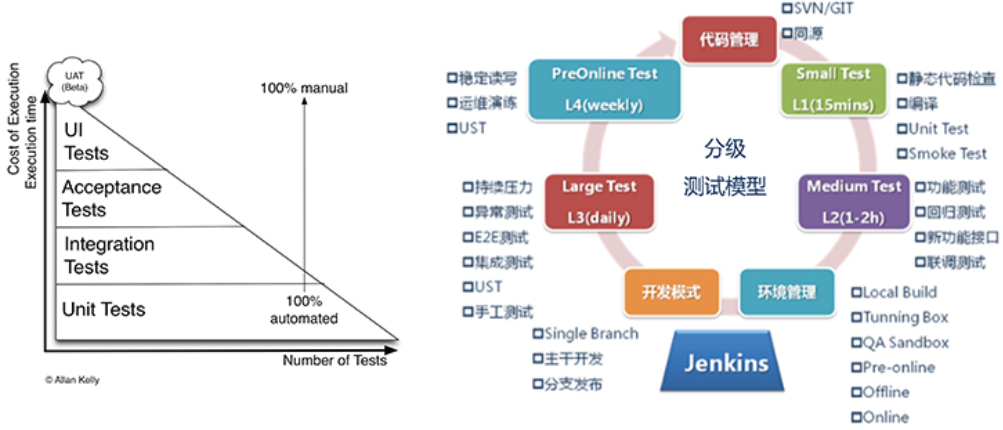 UAT
(Beta)
Cost of Execution
Execution time
UI
Tests
Acceptance
Tests
Integration
Tests
Unit Tests
100% manual
100%
automated
Number of Tests
© Allan Kelly
代码管理
SVN/GIT
同源
Small Test
L1(15mins)
静态代码检查
编译
Unit Test
Smoke Test
Medium Test
L2(1-2h)
功能测试
回归测试
新功能接口
联调测试
环境管理
Local Build
Tunning Box
QA Sandbox
Pre-online
Offline
Online
Jenkins
开发模式
Single Branch
主干开发
分支发布
Large Test
L3(daily)
持续压力
异常测试
E2E测试
集成测试
UST
手工测试
PreOnline Test
L4(weekly)
稳定读写
运维演练
UST
分级
测试模型